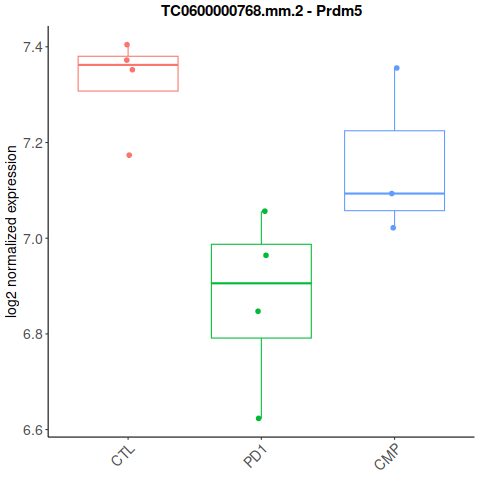 TC0600000768.mm.2 - Prdm5
log2 normalized expression
7.4
7.2
7.0
6.8
6.6
CTL
PD1
CMP